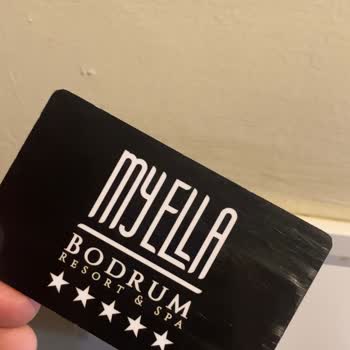 MYELLA
BODRUM
RESORT & SPA